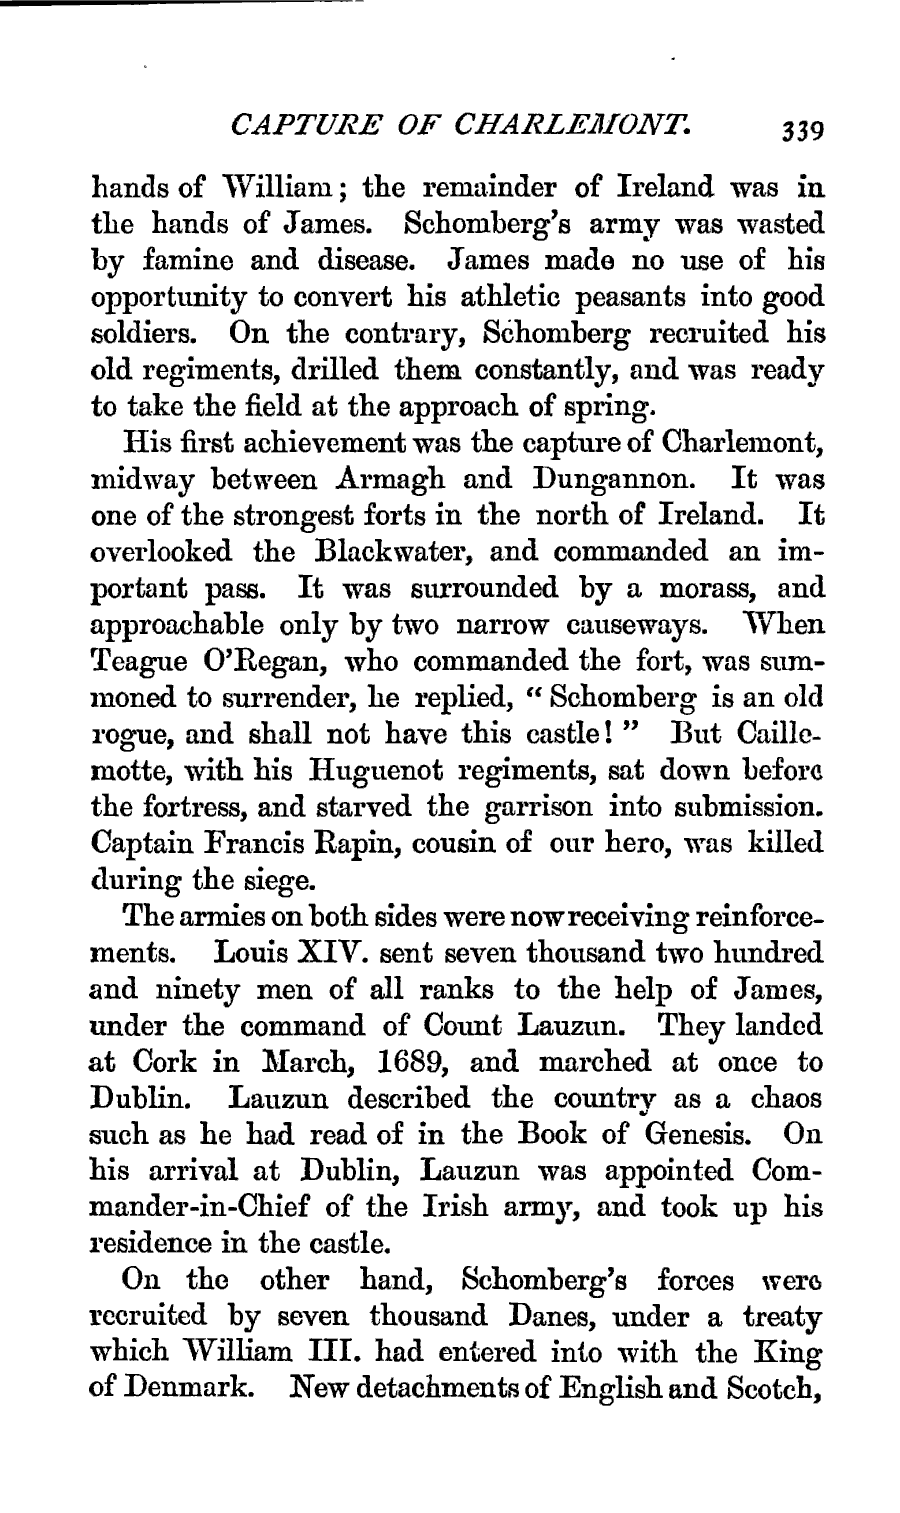 CAPTURE OF CHARLEMONT. 339
hands of William; the remainder of Ireland was in
the hands of James. Schomberg's army was wasted
by famine and disease. James made no use of his
opportunity to convert his athletic peasants into good
soldiers. On the contrary, Schomberg recruited his
old regiments, drilled them constantly, and was ready
to take the field at the approach of spring.
His first achievement was the capture of Charlemont,
midway between Armagh and Dungannon. It was
one of the strongest forts in the north of Ireland. It
overlooked the Blackwater, and commanded an im-
portant pass. It was surrounded by a morass, and
approachable only by two narrow causeways. When
Teague O'Regan, who commanded the fort, was sum-
moned to surrender, he replied, "Schomberg is an old
rogue, and shall not have this castle!" But Caille-
motte, with his Huguenot regiments, sat down before
the fortress, and starved the garrison into submission.
Captain Francis Rapin, cousin of our hero, was killed
during the siege.
The armies on both sides were now receiving reinforce-
ments. Louis XIV. sent seven thousand two hundred
and ninety men of all ranks to the help of James,
under the command of Count Lauzun. They landed
at Cork in March, 1689, and marched at once to
Dublin. Lauzun described the country as a chaos
such as he had read of in the Book of Genesis. On
his arrival at Dublin, Lauzun was appointed Com-
mander-in-Chief of the Irish army, and took up his
residence in the castle.
On the other hand, Schomberg's forces were
recruited by seven thousand Danes, under a treaty
which William III. had entered into with the King
of Denmark. New detachments of English and Scotch,